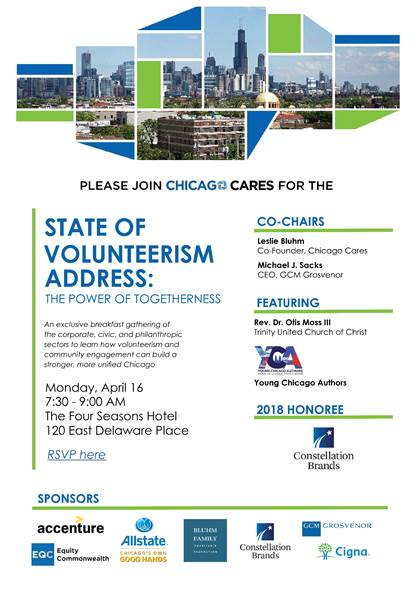 PLEASE JOIN CHICAGO CARES FOR THE
STATE OF
VOLUNTEERISM
ADDRESS:
THE POWER OF TOGETHERNESS
An exclusive breakfast gathering of
the corporate, civic, and philanthropic
sectors to learn how volunteerism and
community engagement can build a
stronger, more unified Chicago
Monday, April 16
7:30 - 9:00 AM
The Four Seasons Hotel
120 East Delaware Place
RSVP here
CO-CHAIRS
Leslie Bluhm
Co-Founder, Chicago Cares
Michael J. Sacks
CEO, GCM Grosvenor
FEATURING
Rev. Dr. Otis Moss III
Trinity United Church of Christ
YCA
YOUNG CHICAGO AUTHORS
Young Chicago Authors
2018 HONOREE
Constellation
Brands
SPONSORS
accenture
EQC Equity
Commonwealth
Allstate.
CHICAGO'S OWN
GOOD HANDS
BLUHM
FAMILY
CHARITABLE
FOUNDATION
Constellation
Brands
GCM GROSVENOR
Cigna.